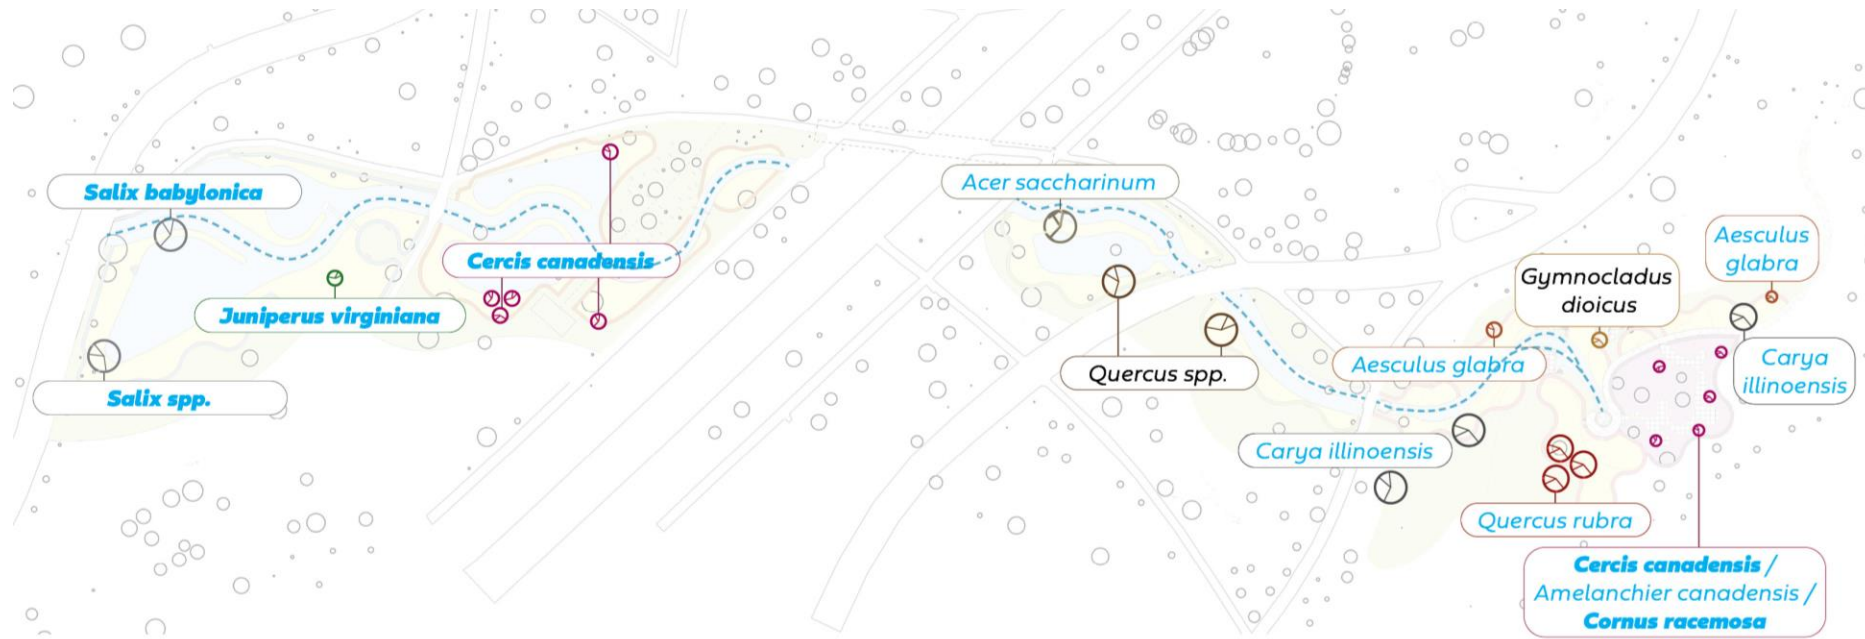 Salix babylonica
Cercis canadensis
Juniperus virginiana
Salix spp.
Acer saccharinum
Quercus spp.
Aesculus
glabra
Gymnocladus
dioicus
Aesculus glabra
Carya
illinoensis
Carya illinoensis
Quercus rubra
Cercis canadensis /
Amelanchier canadensis /
Cornus racemosa